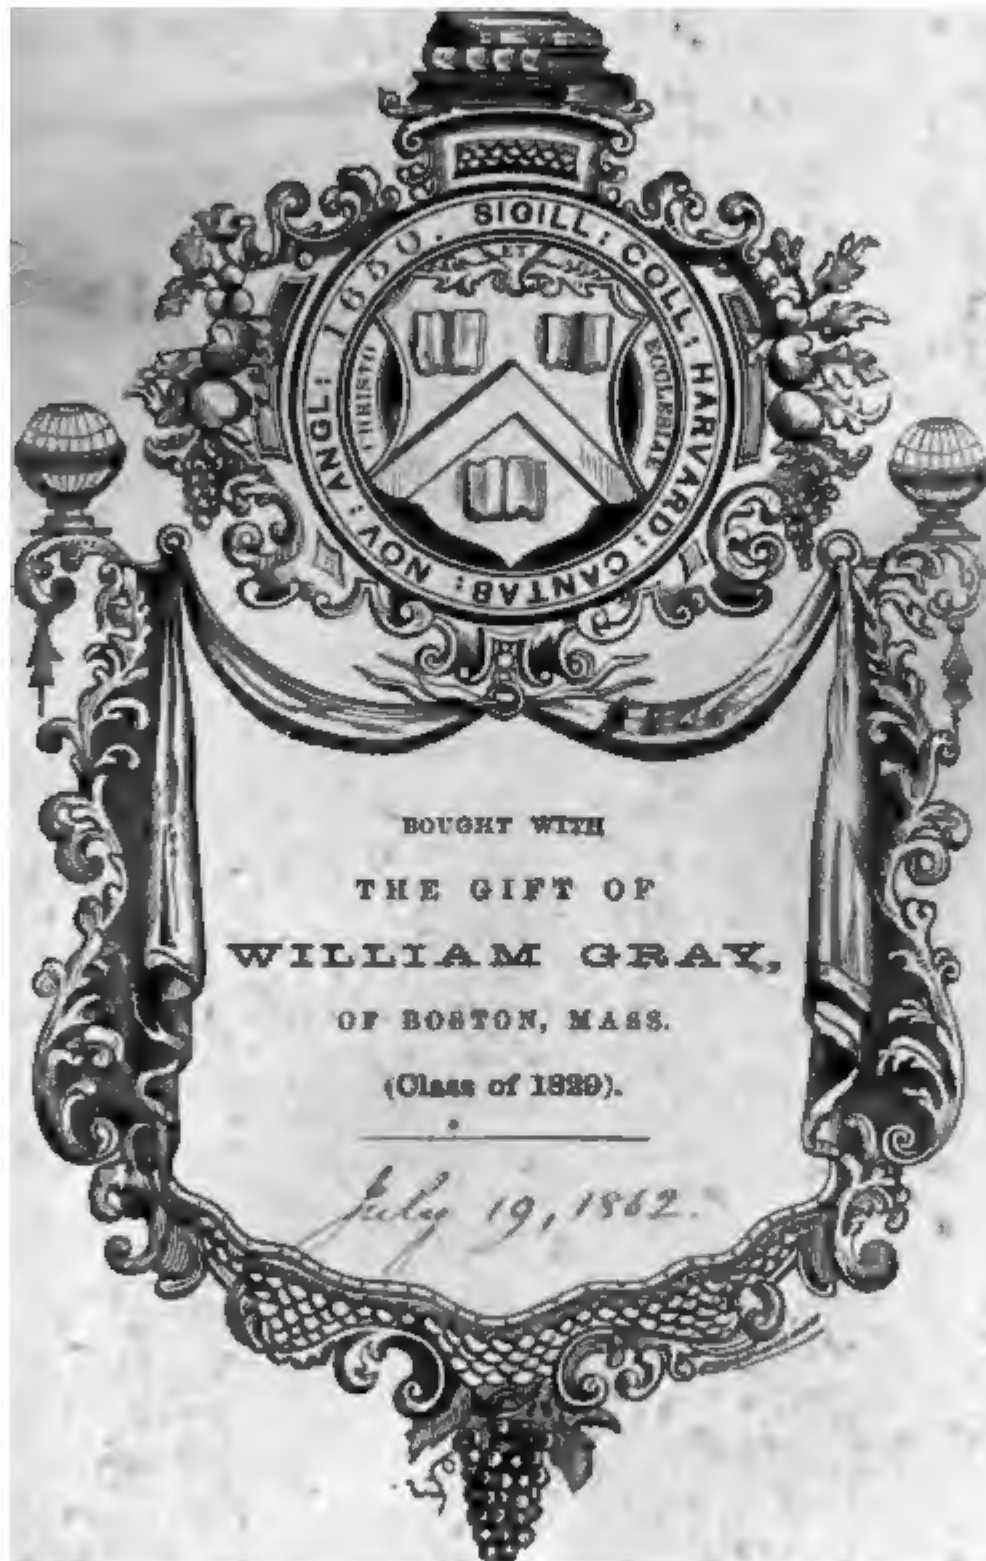 SIGILL: COLL: HARVARD: CANTAB: NOV: ANGL: 1650.
CHRISTO
ET
ECCLESIAE
BOUGHT WITH
THE GIFT OF
WILLIAM GRAY,
OF BOSTON, MASS.
(Class of 1829).
July 19, 1862.